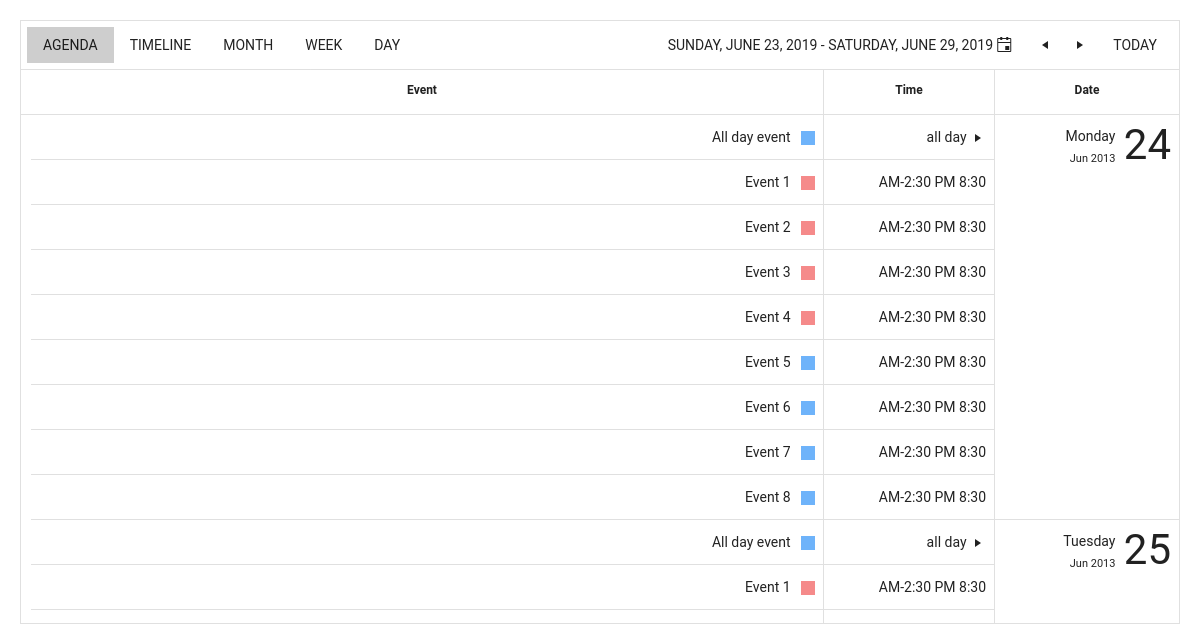 AGENDA TIMELINE MONTH WEEK DAY SUNDAY, JUNE 23, 2019 - SATURDAY, JUNE 29, 2019 TODAY
Event Time Date
All day event all day Monday 24
Jun 2013
Event 1 AM-2:30 PM 8:30
Event 2 AM-2:30 PM 8:30
Event 3 AM-2:30 PM 8:30
Event 4 AM-2:30 PM 8:30
Event 5 AM-2:30 PM 8:30
Event 6 AM-2:30 PM 8:30
Event 7 AM-2:30 PM 8:30
Event 8 AM-2:30 PM 8:30
All day event all day Tuesday 25
Jun 2013
Event 1 AM-2:30 PM 8:30